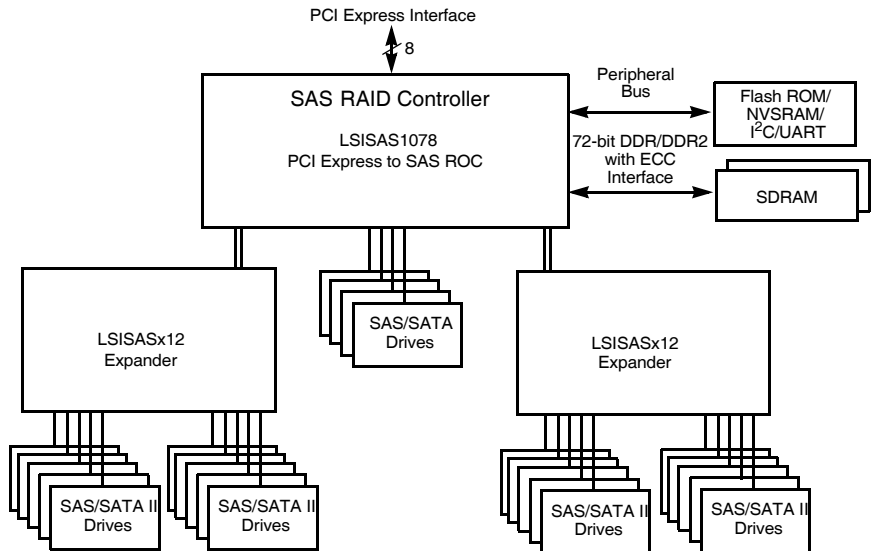 PCI Express Interface
8
SAS RAID Controller
LSISAS1078
PCI Express to SAS ROC
Peripheral
Bus
Flash ROM/
NVSRAM/
I²C/UART
72-bit DDR/DDR2
with ECC
Interface
SDRAM
SAS/SATA
Drives
LSISASx12
Expander
LSISASx12
Expander
SAS/SATA II
Drives
SAS/SATA II
Drives
SAS/SATA II
Drives
SAS/SATA II
Drives